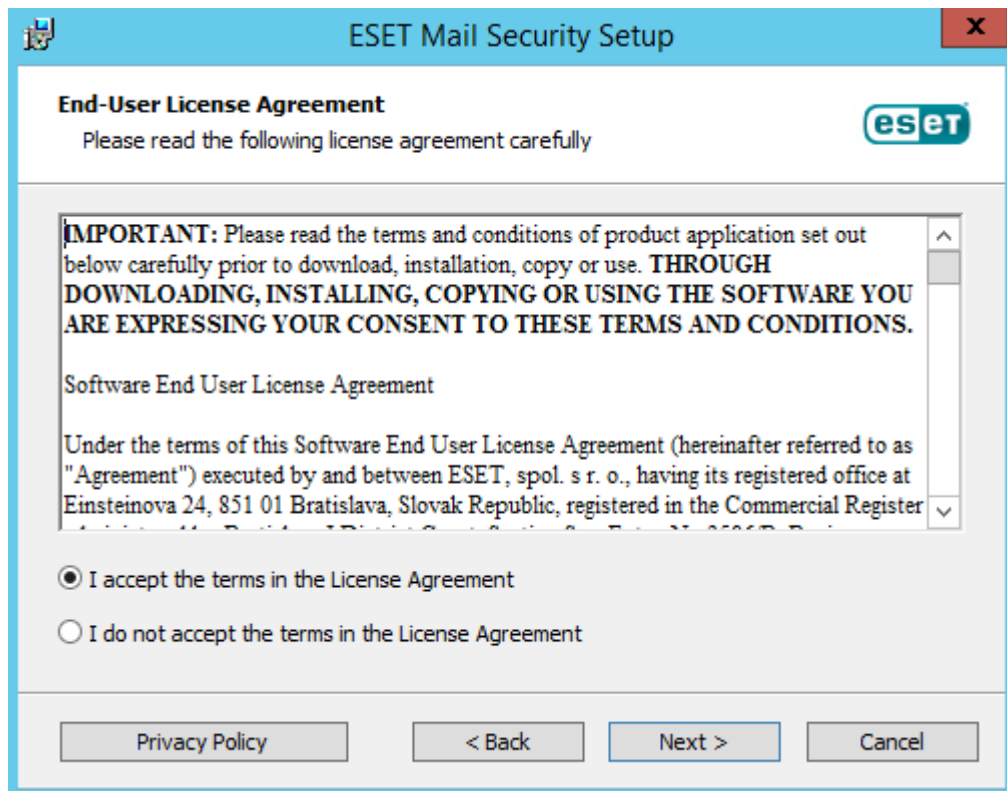 ESET Mail Security Setup
x
End-User License Agreement
Please read the following license agreement carefully
eseT
IMPORTANT: Please read the terms and conditions of product application set out
below carefully prior to download, installation, copy or use. THROUGH
DOWNLOADING, INSTALLING, COPYING OR USING THE SOFTWARE YOU
ARE EXPRESSING YOUR CONSENT TO THESE TERMS AND CONDITIONS.
Software End User License Agreement
Under the terms of this Software End User License Agreement (hereinafter referred to as
"Agreement") executed by and between ESET, spol. s r. o., having its registered office at
Einsteinova 24, 851 01 Bratislava, Slovak Republic, registered in the Commercial Register
I accept the terms in the License Agreement
I do not accept the terms in the License Agreement
Privacy Policy
< Back
Next >
Cancel